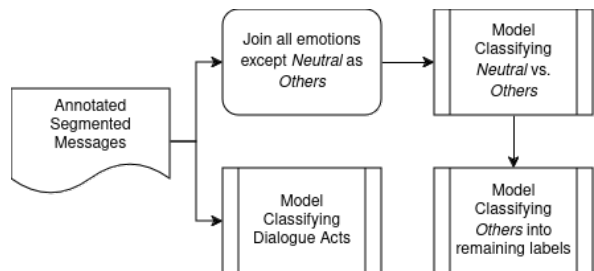 Annotated
Segmented
Messages
Join all emotions
except Neutral as
Others
Model
Classifying
Neutral vs.
Others
Model
Classifying
Dialogue Acts
Model
Classifying
Others into
remaining labels